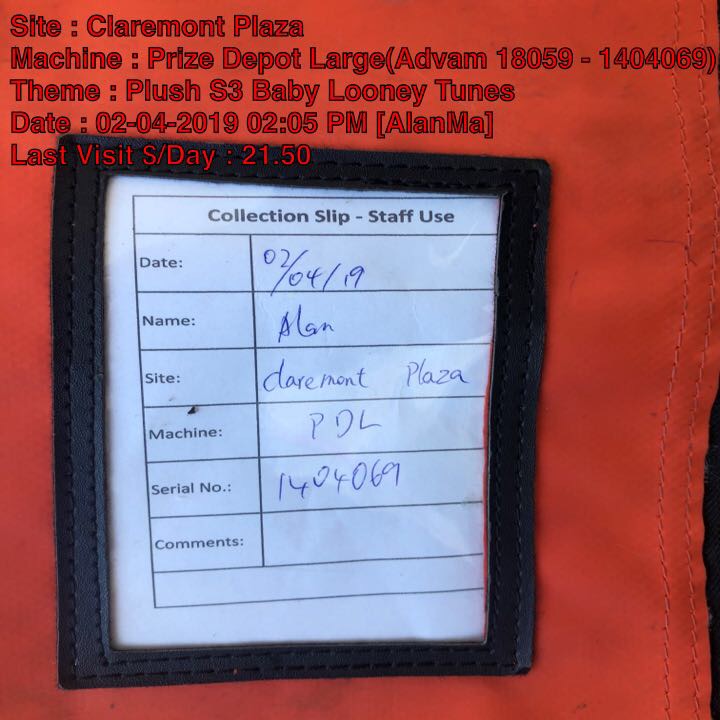 Site : Claremont Plaza
Machine : Prize Depot Large(Advam 18059 - 1404069)
Theme : Plush S3 Baby Looney Tunes
Date : 02-04-2019 02:05 PM [AlanMa]
Last Visit $/Day : 21.50
Collection Slip - Staff Use
Date: 02/04/19
Name: Alan
Site: Claremont Plaza
Machine: PDL
Serial No.: 1404069
Comments: